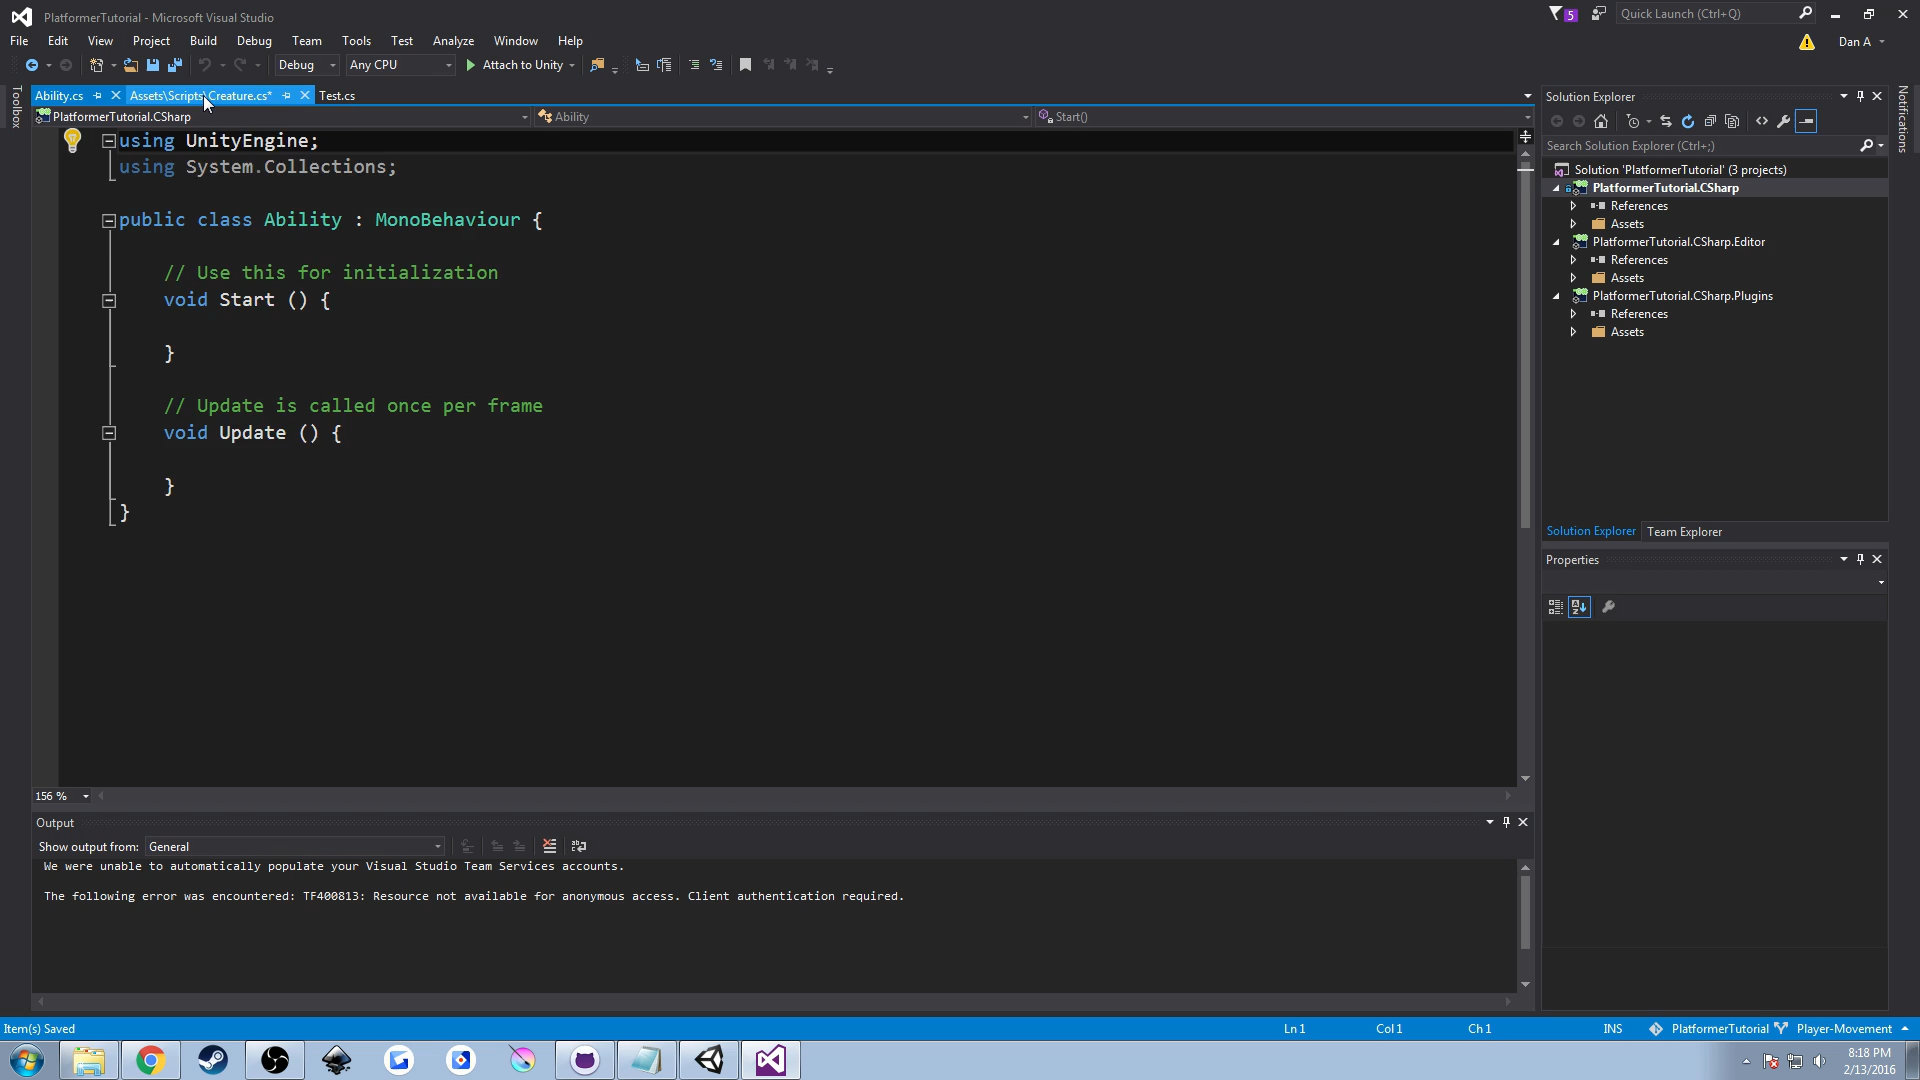 PlatformerTutorial - Microsoft Visual Studio
5
Quick Launch (Ctrl+Q)
File Edit View Project Build Debug Team Tools Test Analyze Window Help
Dan A
Debug Any CPU Attach to Unity
Toolbox
Ability.cs Assets\Scripts\Creature.cs* Test.cs
PlatformerTutorial.CSharp Ability Start()
using UnityEngine;
using System.Collections;
public class Ability : MonoBehaviour {
// Use this for initialization
void Start () {
}
// Update is called once per frame
void Update () {
}
}
156 %
Output
Show output from: General
We were unable to automatically populate your Visual Studio Team Services accounts.
The following error was encountered: TF400813: Resource not available for anonymous access. Client authentication required.
Solution Explorer
Search Solution Explorer (Ctrl+;)
Solution 'PlatformerTutorial' (3 projects)
PlatformerTutorial.CSharp
References
Assets
PlatformerTutorial.CSharp.Editor
References
Assets
PlatformerTutorial.CSharp.Plugins
References
Assets
Solution Explorer Team Explorer
Properties
Notifications
Item(s) Saved Ln 1 Col 1 Ch 1 INS PlatformerTutorial Player-Movement
8:18 PM
2/13/2016